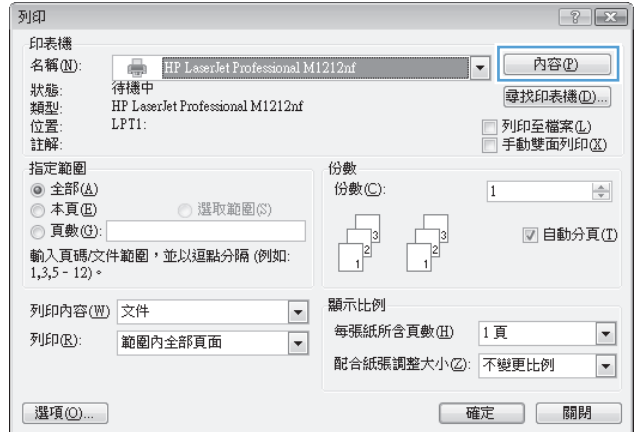 列印
印表機
名稱(N): HP LaserJet Professional M1212nf 內容(P)
狀態: 待機中 尋找印表機(D)...
類型: HP LaserJet Professional M1212nf
位置: LPT1: 列印至檔案(L)
註解: 手動雙面列印(X)
指定範圍
全部(A)
本頁(E) 選取範圍(S)
頁數(G):
輸入頁碼/文件範圍，並以逗點分隔 (例如:
1,3,5 - 12)。
份數
份數(C): 1
1 2 3 1 2 3 自動分頁(T)
列印內容(W) 文件
列印(R): 範圍內全部頁面
顯示比例
每張紙所含頁數(H) 1 頁
配合紙張調整大小(Z): 不變更比例
選項(O)... 確定 關閉